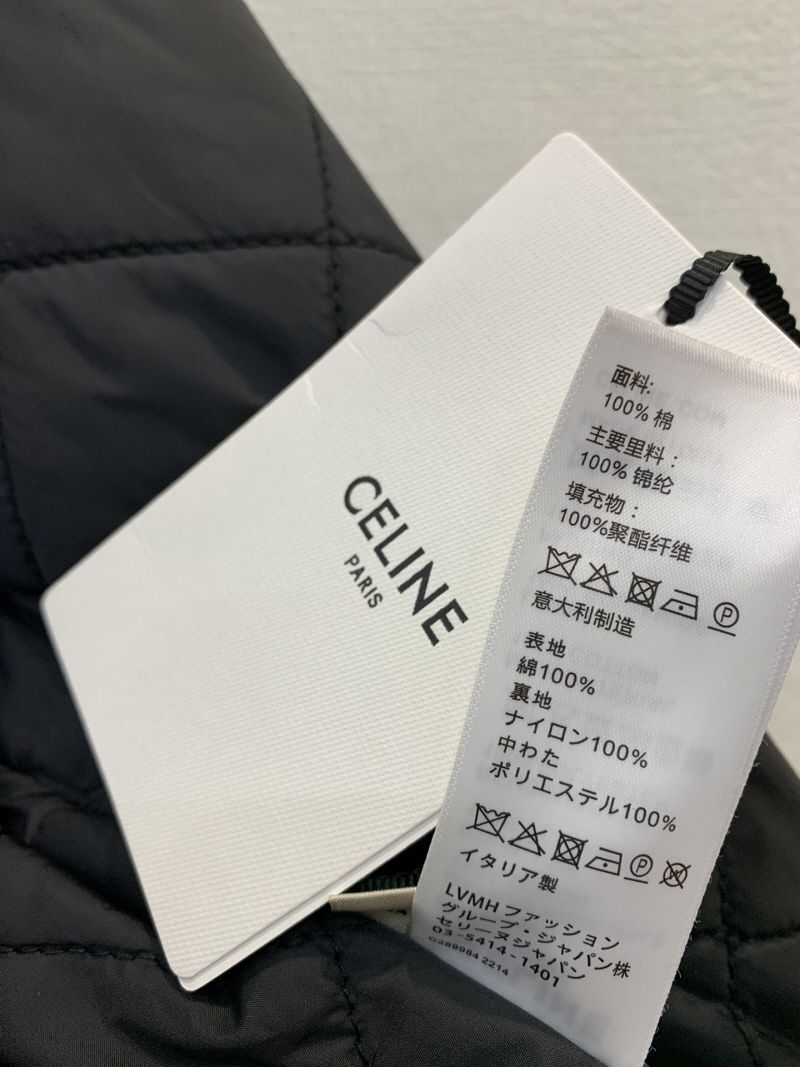 CELINE
PARIS
面料:
100% 棉
主要里料：
100% 锦纶
填充物：
100%聚酯纤维
P
意大利制造
表地
綿100%
裏地
ナイロン100%
中わた
ポリエステル100%
P
イタリア製
LVMH ファッション
グループ・ジャパン株
セリーヌジャパン
03-5414-1401
G289984 2214